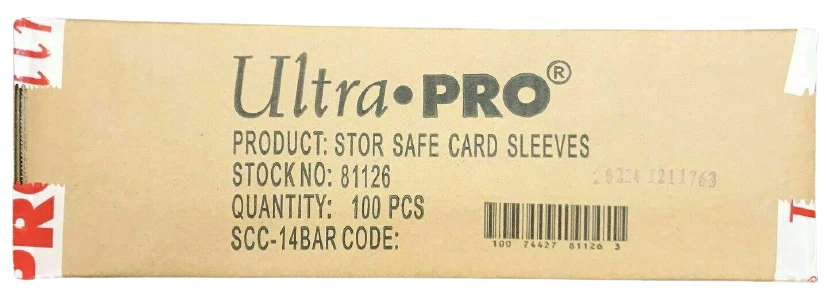 Ultra•PRO®
PRODUCT: STOR SAFE CARD SLEEVES
STOCK NO: 81126
QUANTITY: 100 PCS
SCC-14BAR CODE:
100 74427 81126 3